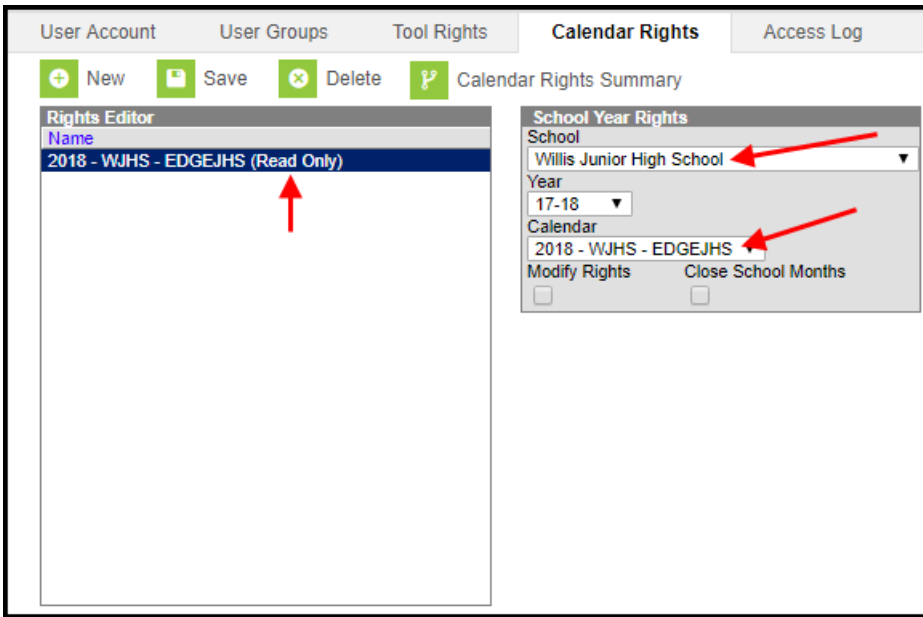 User Account User Groups Tool Rights Calendar Rights Access Log
New Save Delete Calendar Rights Summary
Rights Editor
Name
2018 - WJHS - EDGEJHS (Read Only)
School Year Rights
School
Willis Junior High School
Year
17-18
Calendar
2018 - WJHS - EDGEJHS
Modify Rights Close School Months